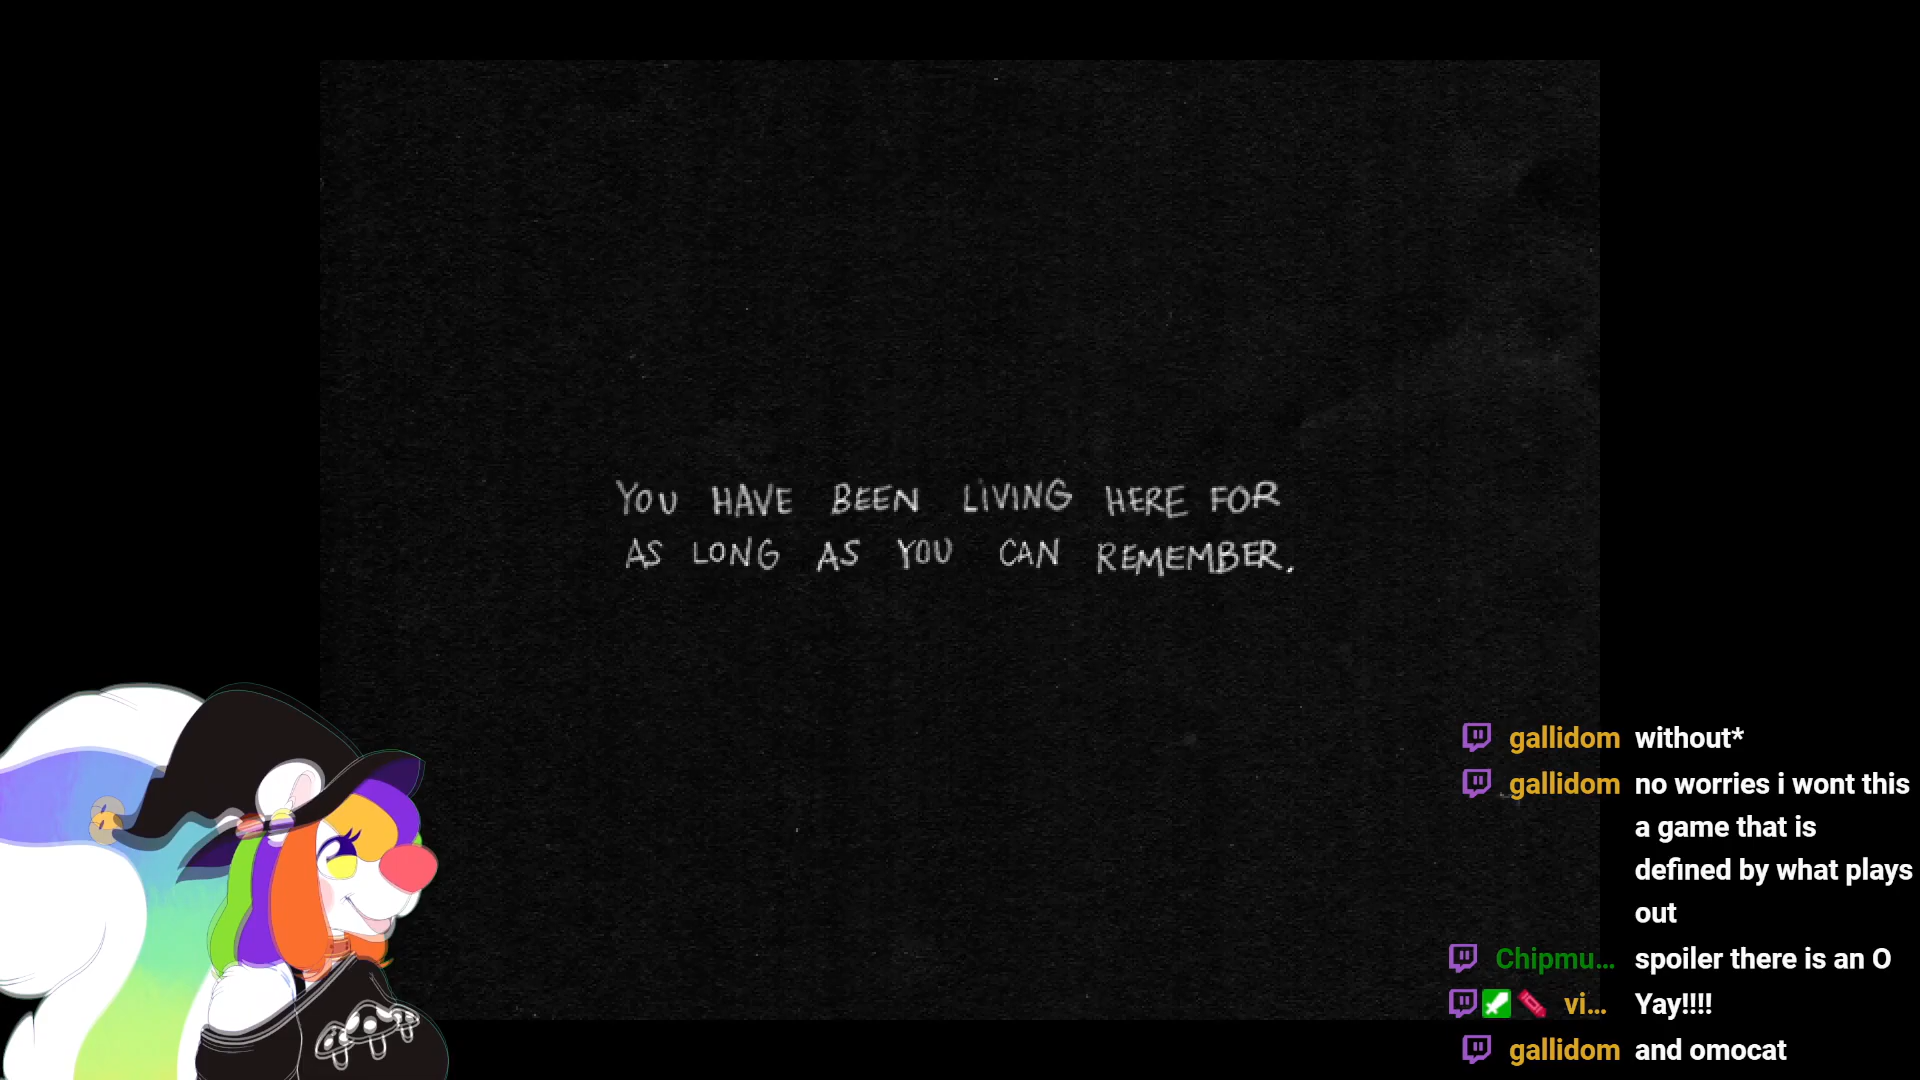 YOU HAVE BEEN LIVING HERE FOR
AS LONG AS YOU CAN REMEMBER.
gallidom without*
gallidom no worries i wont this
a game that is
defined by what plays
out
Chipmu... spoiler there is an O
vi... Yay!!!!
gallidom and omocat